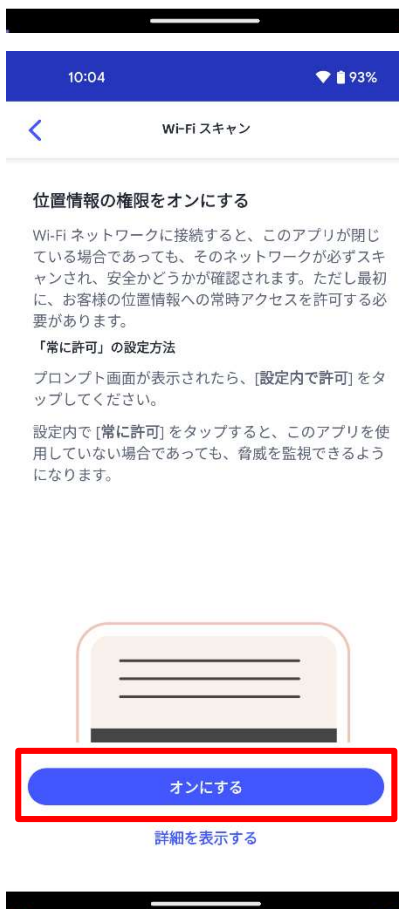 10:04 93%
Wi-Fi スキャン
位置情報の権限をオンにする
Wi-Fi ネットワークに接続すると、このアプリが閉じ
ている場合であっても、そのネットワークが必ずスキ
ャンされ、安全かどうかが確認されます。ただし最初
に、お客様の位置情報への常時アクセスを許可する必
要があります。
「常に許可」の設定方法
プロンプト画面が表示されたら、[設定内で許可] をタ
ップしてください。
設定内で [常に許可] をタップすると、このアプリを使
用していない場合であっても、脅威を監視できるよう
になります。
オンにする
詳細を表示する